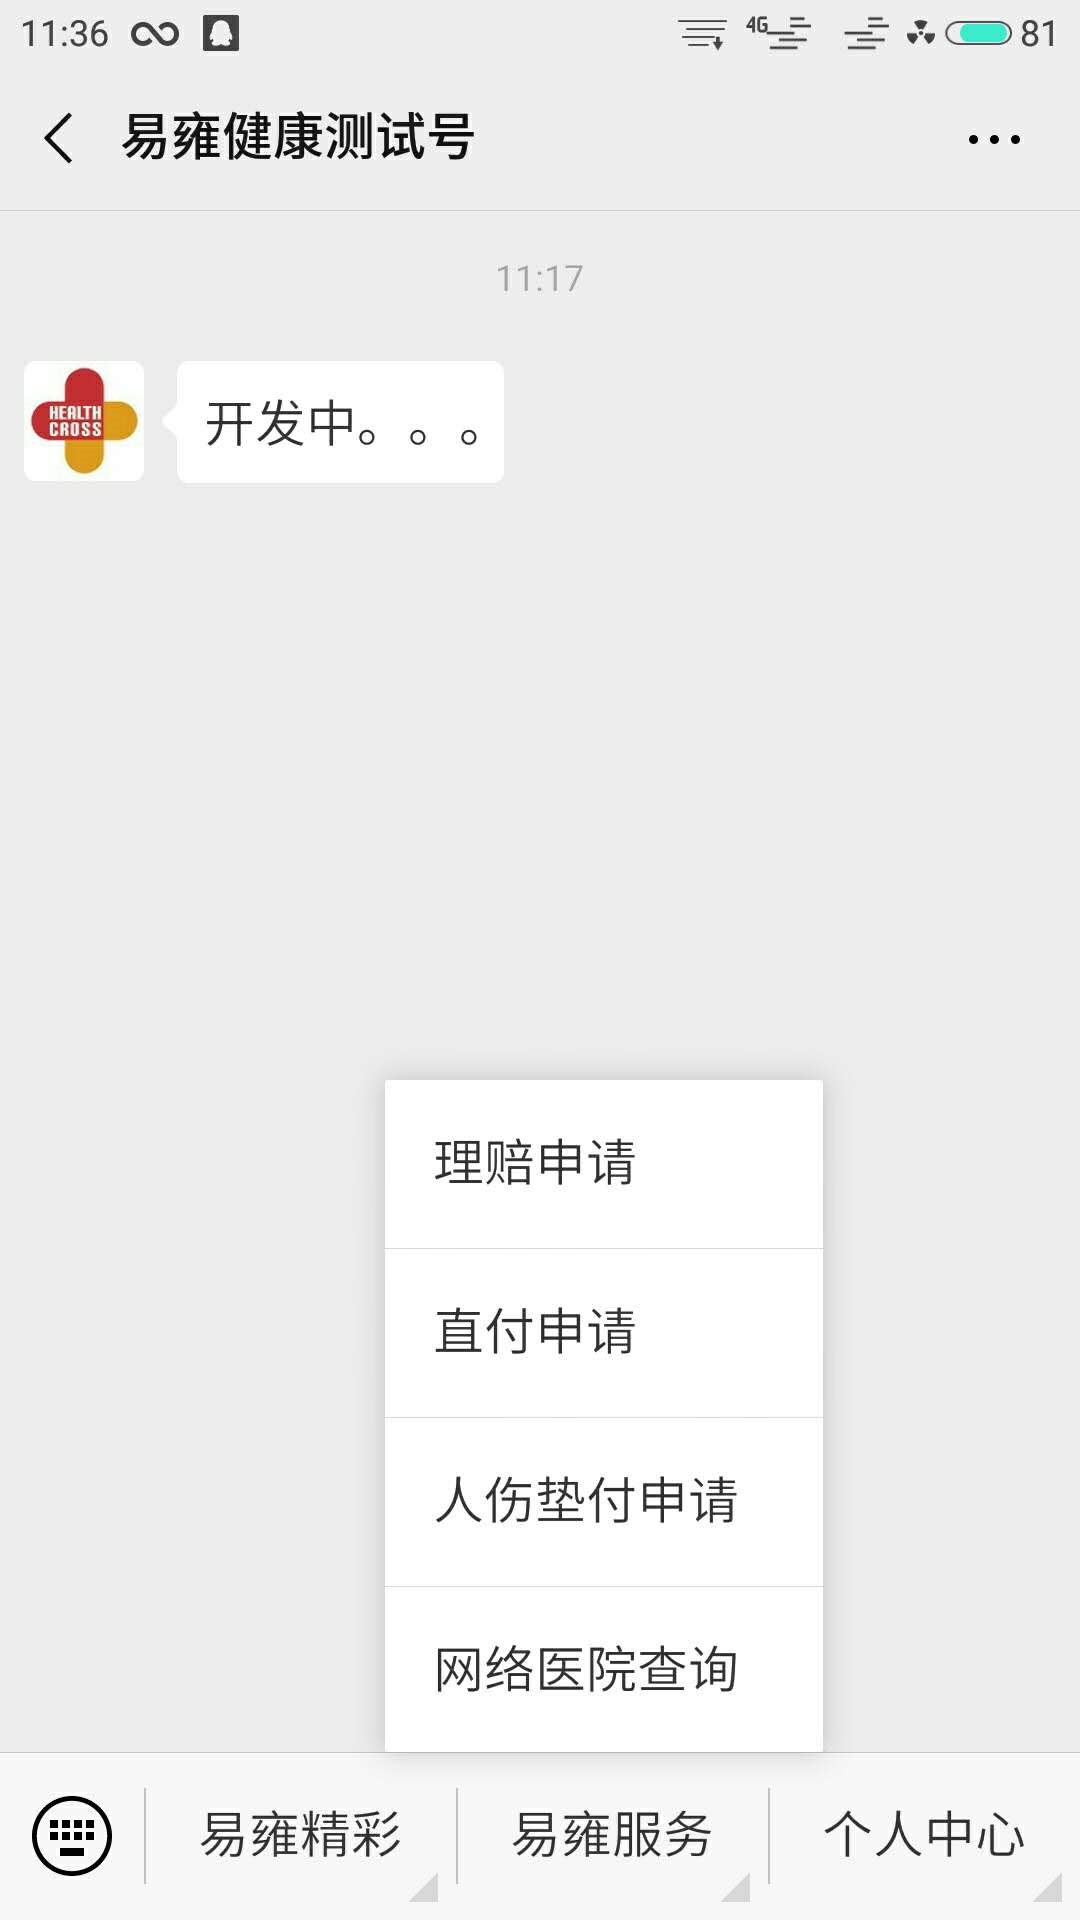 11:36
4G
81
易雍健康测试号
11:17
HEALTH
CROSS
开发中。。。
理赔申请
直付申请
人伤垫付申请
网络医院查询
易雍精彩
易雍服务
个人中心